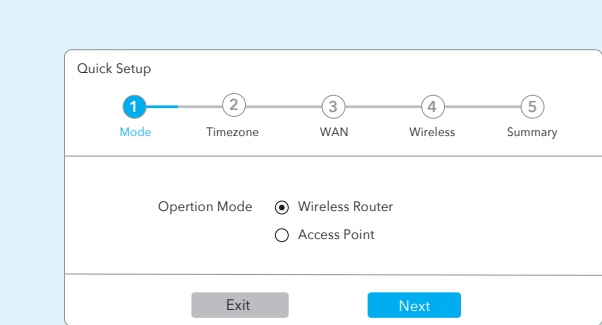 Quick Setup
1 2 3 4 5
Mode Timezone WAN Wireless Summary
Opertion Mode Wireless Router
Access Point
Exit Next